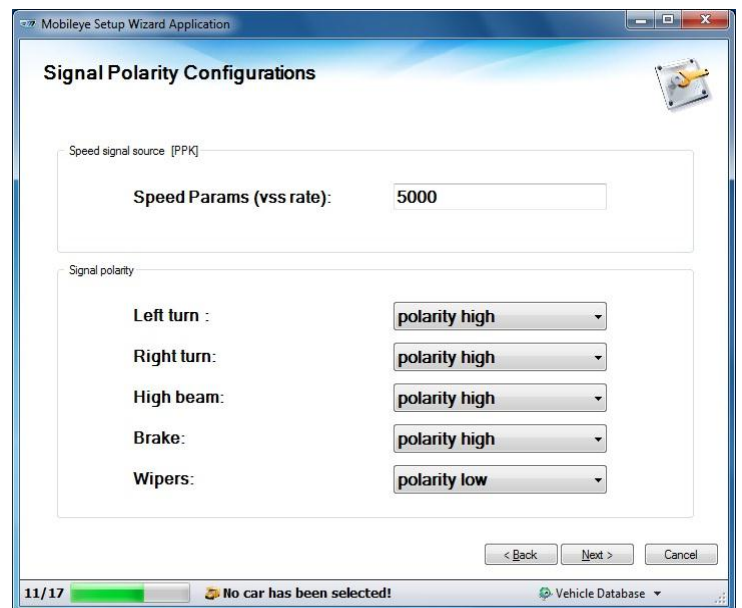 Mobileye Setup Wizard Application
Signal Polarity Configurations
Speed signal source [PPK]
Speed Params (vss rate): 5000
Signal polarity
Left turn : polarity high
Right turn: polarity high
High beam: polarity high
Brake: polarity high
Wipers: polarity low
< Back Next > Cancel
11/17 No car has been selected! Vehicle Database